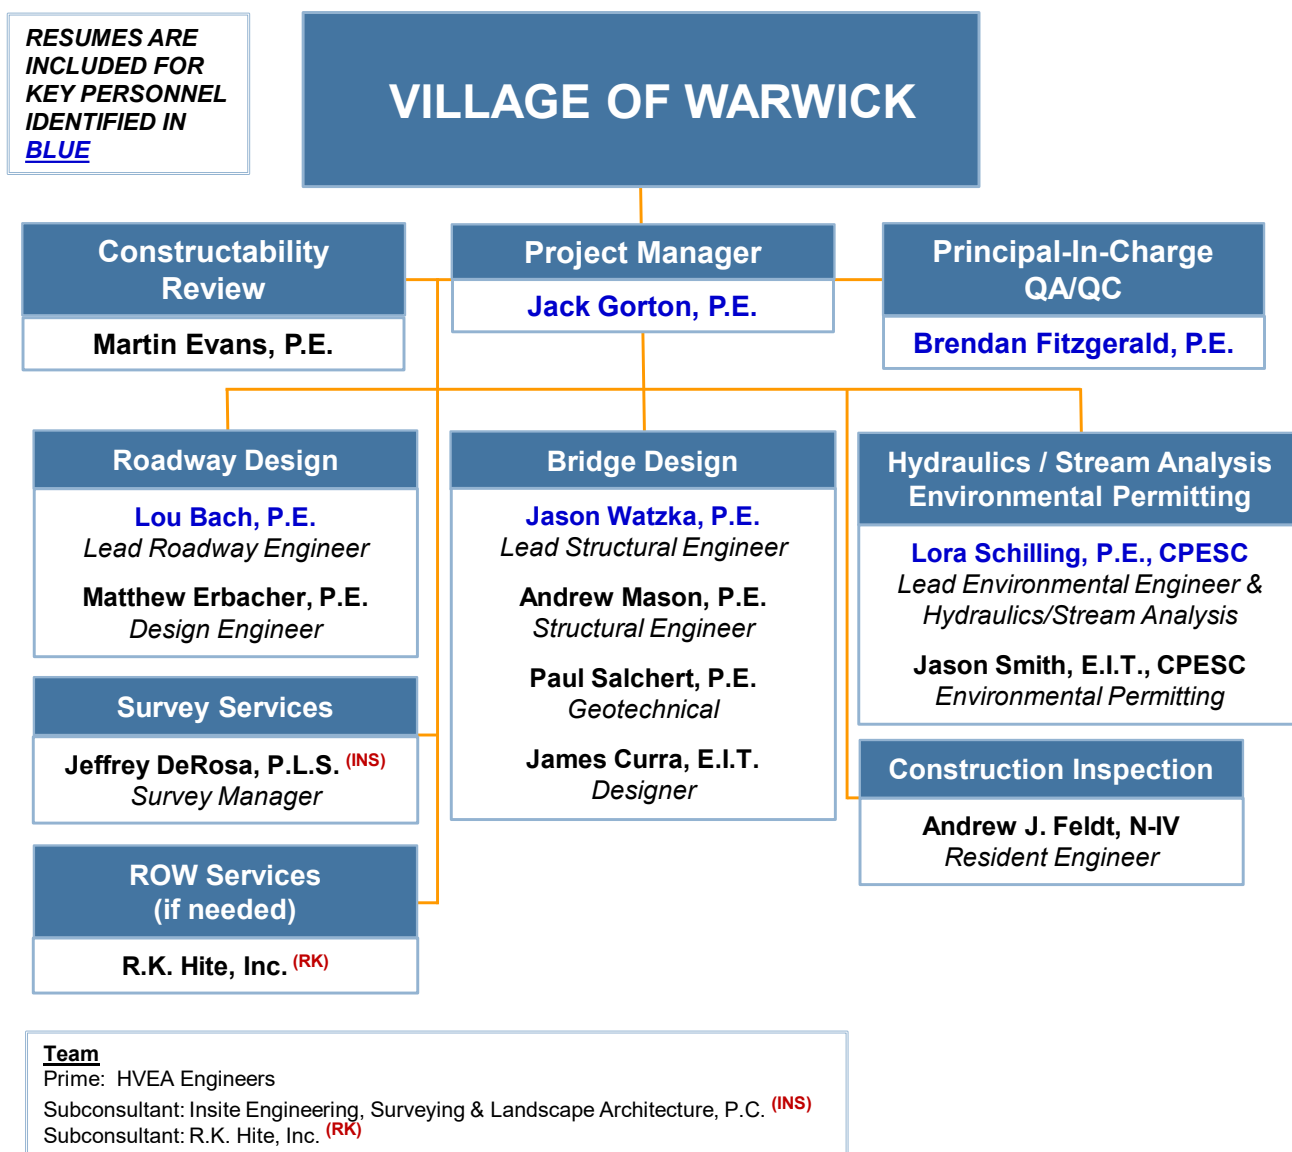 RESUMES ARE
INCLUDED FOR
KEY PERSONNEL
IDENTIFIED IN
BLUE
VILLAGE OF WARWICK
Constructability
Review
Martin Evans, P.E.
Project Manager
Jack Gorton, P.E.
Principal-In-Charge
QA/QC
Brendan Fitzgerald, P.E.
Roadway Design
Lou Bach, P.E.
Lead Roadway Engineer
Matthew Erbacher, P.E.
Design Engineer
Bridge Design
Jason Watzka, P.E.
Lead Structural Engineer
Andrew Mason, P.E.
Structural Engineer
Paul Salchert, P.E.
Geotechnical
James Curra, E.I.T.
Designer
Hydraulics / Stream Analysis
Environmental Permitting
Lora Schilling, P.E., CPESC
Lead Environmental Engineer &
Hydraulics/Stream Analysis
Jason Smith, E.I.T., CPESC
Environmental Permitting
Survey Services
Jeffrey DeRosa, P.L.S. (INS)
Survey Manager
Construction Inspection
Andrew J. Feldt, N-IV
Resident Engineer
ROW Services
(if needed)
R.K. Hite, Inc. (RK)
Team
Prime: HVEA Engineers
Subconsultant: Insite Engineering, Surveying & Landscape Architecture, P.C. (INS)
Subconsultant: R.K. Hite, Inc. (RK)